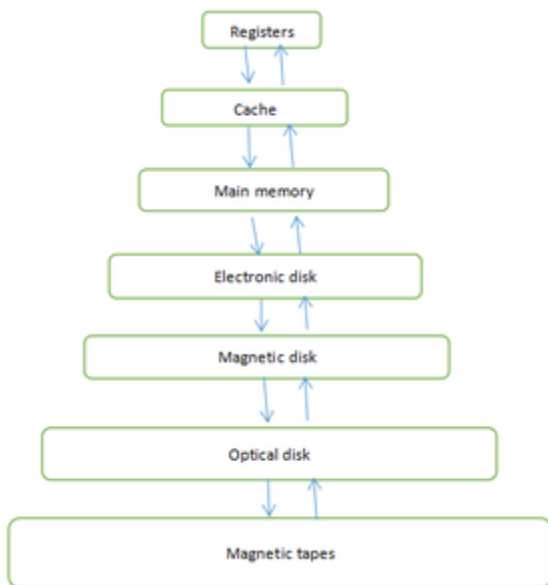 Registers
Cache
Main memory
Electronic disk
Magnetic disk
Optical disk
Magnetic tapes